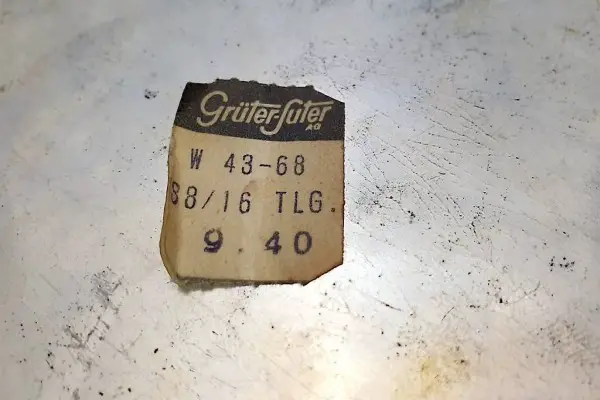 Grüter-Suter
AG
W 43-68
S8/16 TLG.
9.40